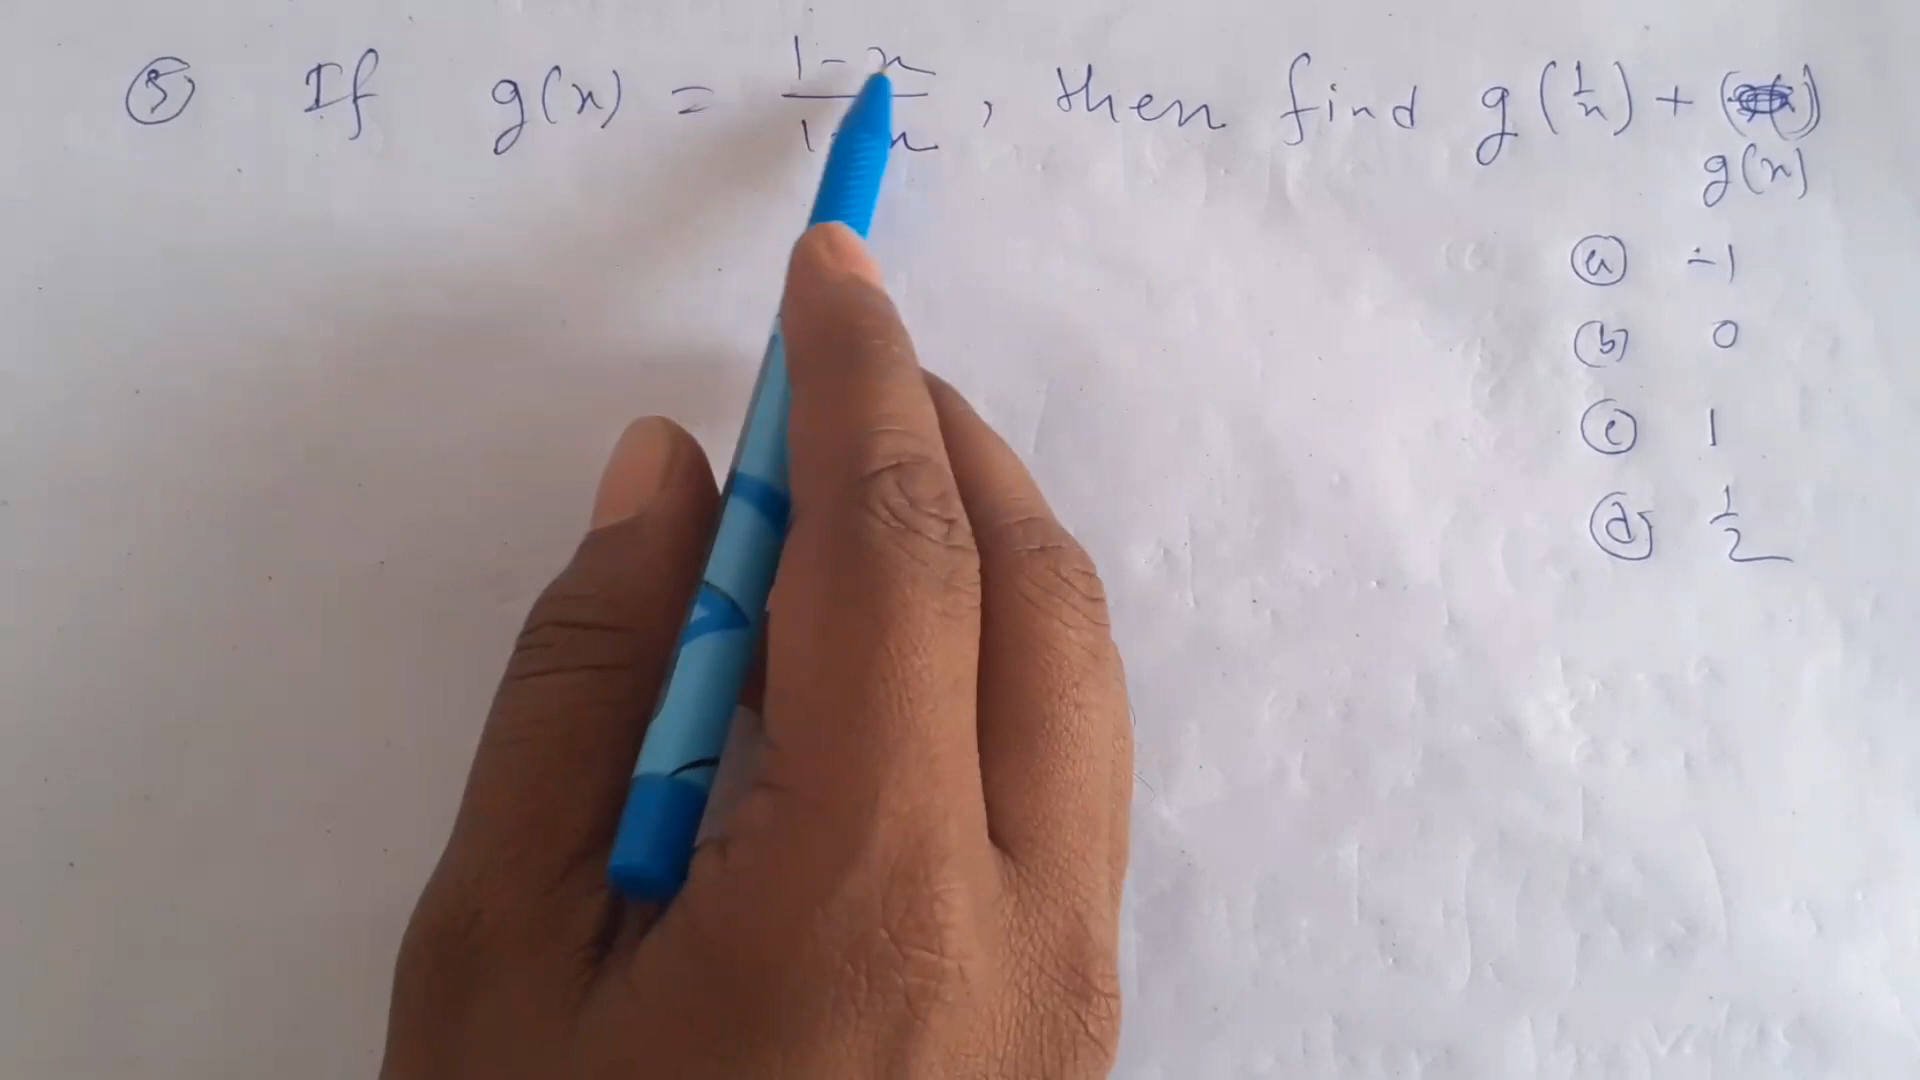 ⑤ If g(x) = (1-x)/(1 x), then find g(1/x) +
g(x)
ⓐ -1
ⓑ 0
ⓒ 1
ⓓ 1/2